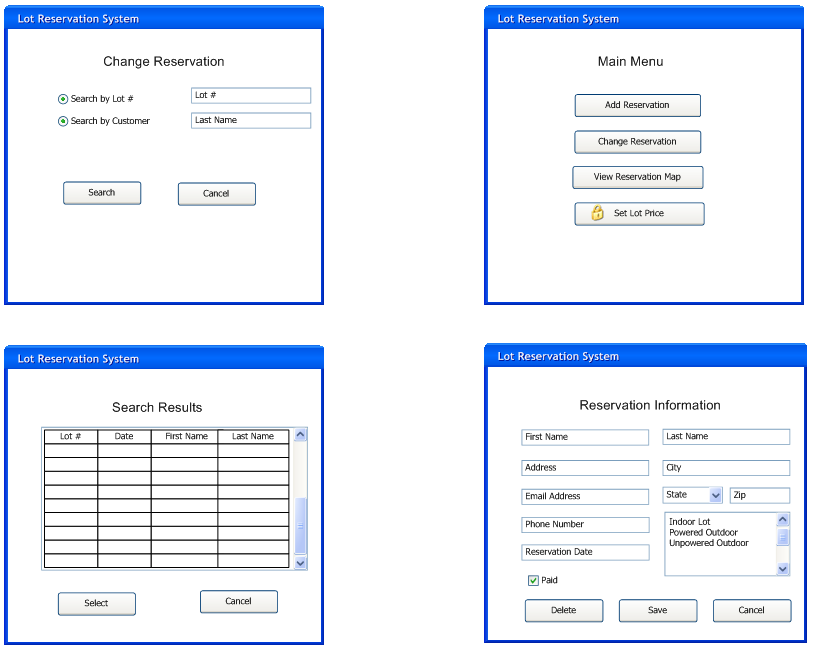 Lot Reservation System
Change Reservation
Search by Lot #
Lot #
Search by Customer
Last Name
Search
Cancel
Lot Reservation System
Main Menu
Add Reservation
Change Reservation
View Reservation Map
Set Lot Price
Lot Reservation System
Search Results
Lot # Date First Name Last Name
Select
Cancel
Lot Reservation System
Reservation Information
First Name
Last Name
Address
City
Email Address
State
Zip
Phone Number
Indoor Lot
Powered Outdoor
Unpowered Outdoor
Reservation Date
Paid
Delete
Save
Cancel